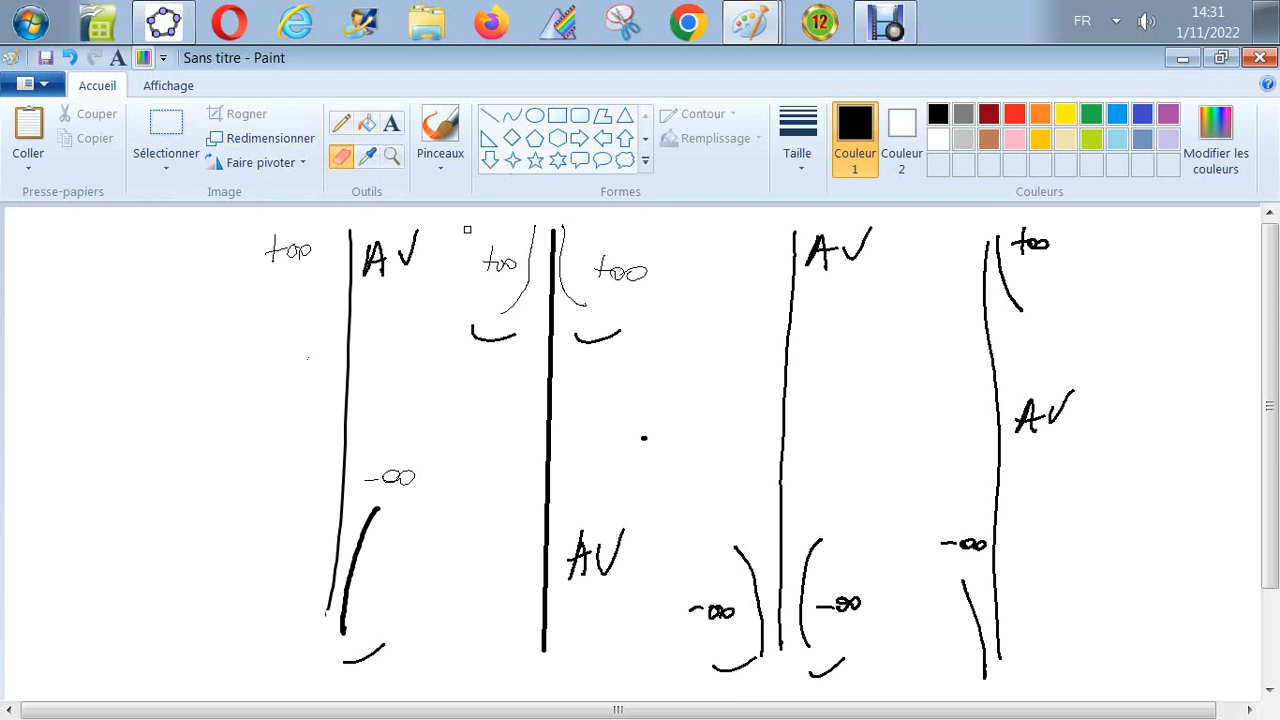 FR
14:31
1/11/2022
12
Sans titre - Paint
Accueil
Affichage
Coller
Couper
Copier
Presse-papiers
Sélectionner
Rogner
Redimensionner
Faire pivoter
Image
A
Outils
Pinceaux
Formes
Contour
Remplissage
Taille
Couleur
1
Couleur
2
Modifier les
couleurs
Couleurs
+∞ AV +∞ +∞ AV +∞
AV
-∞
-∞
AV
-∞ -∞